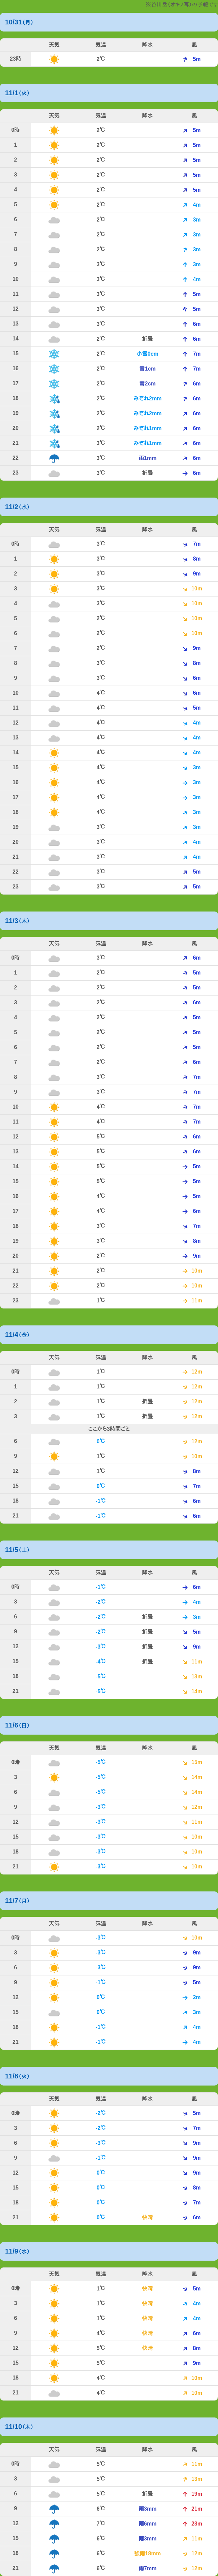 10/31(月)
天気 気温 降水 風
23時 2℃ 5m
11/1(火)
天気 気温 降水 風
0時 2℃ 5m
1 2℃ 5m
2 2℃ 5m
3 2℃ 5m
4 2℃ 5m
5 2℃ 4m
6 2℃ 3m
7 2℃ 3m
8 2℃ 3m
9 3℃ 3m
10 3℃ 4m
11 3℃ 5m
12 3℃ 5m
13 3℃ 6m
14 2℃ 折畳 6m
15 2℃ 小雪0cm 7m
16 2℃ 雪1cm 7m
17 2℃ 雪2cm 6m
18 2℃ みぞれ2mm 6m
19 2℃ みぞれ2mm 6m
20 2℃ みぞれ1mm 6m
21 3℃ みぞれ1mm 6m
22 3℃ 雨1mm 6m
23 3℃ 折畳 6m
11/2(水)
天気 気温 降水 風
0時 3℃ 7m
1 3℃ 8m
2 3℃ 9m
3 3℃ 10m
4 3℃ 10m
5 2℃ 10m
6 2℃ 10m
7 2℃ 9m
8 3℃ 8m
9 3℃ 6m
10 4℃ 6m
11 4℃ 5m
12 4℃ 4m
13 4℃ 4m
14 4℃ 4m
15 4℃ 3m
16 4℃ 3m
17 4℃ 3m
18 4℃ 3m
19 3℃ 3m
20 3℃ 4m
21 3℃ 4m
22 3℃ 5m
23 3℃ 5m
11/3(木)
天気 気温 降水 風
0時 3℃ 6m
1 2℃ 5m
2 2℃ 5m
3 2℃ 6m
4 2℃ 5m
5 2℃ 5m
6 2℃ 5m
7 2℃ 6m
8 3℃ 7m
9 3℃ 7m
10 4℃ 7m
11 4℃ 7m
12 5℃ 6m
13 5℃ 6m
14 5℃ 5m
15 5℃ 5m
16 4℃ 5m
17 4℃ 6m
18 3℃ 7m
19 3℃ 8m
20 2℃ 9m
21 2℃ 10m
22 2℃ 10m
23 1℃ 11m
11/4(金)
天気 気温 降水 風
0時 1℃ 12m
1 1℃ 12m
2 1℃ 折畳 12m
3 1℃ 折畳 12m
ここから3時間ごと
6 0℃ 12m
9 1℃ 10m
12 1℃ 8m
15 0℃ 7m
18 -1℃ 6m
21 -1℃ 6m
11/5(土)
天気 気温 降水 風
0時 -1℃ 6m
3 -2℃ 4m
6 -2℃ 折畳 3m
9 -2℃ 折畳 5m
12 -3℃ 折畳 9m
15 -4℃ 折畳 11m
18 -5℃ 13m
21 -5℃ 14m
11/6(日)
天気 気温 降水 風
0時 -5℃ 15m
3 -5℃ 14m
6 -5℃ 14m
9 -3℃ 12m
12 -3℃ 11m
15 -3℃ 10m
18 -3℃ 10m
21 -3℃ 10m
11/7(月)
天気 気温 降水 風
0時 -3℃ 10m
3 -3℃ 9m
6 -3℃ 9m
9 -1℃ 5m
12 0℃ 2m
15 0℃ 3m
18 -1℃ 4m
21 -1℃ 4m
11/8(火)
天気 気温 降水 風
0時 -2℃ 5m
3 -2℃ 7m
6 -3℃ 9m
9 -1℃ 9m
12 0℃ 9m
15 0℃ 8m
18 0℃ 7m
21 0℃ 快晴 6m
11/9(水)
天気 気温 降水 風
0時 1℃ 快晴 5m
3 1℃ 快晴 4m
6 1℃ 快晴 4m
9 4℃ 快晴 6m
12 5℃ 快晴 8m
15 5℃ 9m
18 4℃ 10m
21 4℃ 10m
11/10(木)
天気 気温 降水 風
0時 5℃ 11m
3 5℃ 13m
6 5℃ 折畳 19m
9 6℃ 雨3mm 21m
12 7℃ 雨6mm 23m
15 6℃ 雨3mm 11m
18 6℃ 強雨10mm 12m
21 6℃ 雨7mm 12m